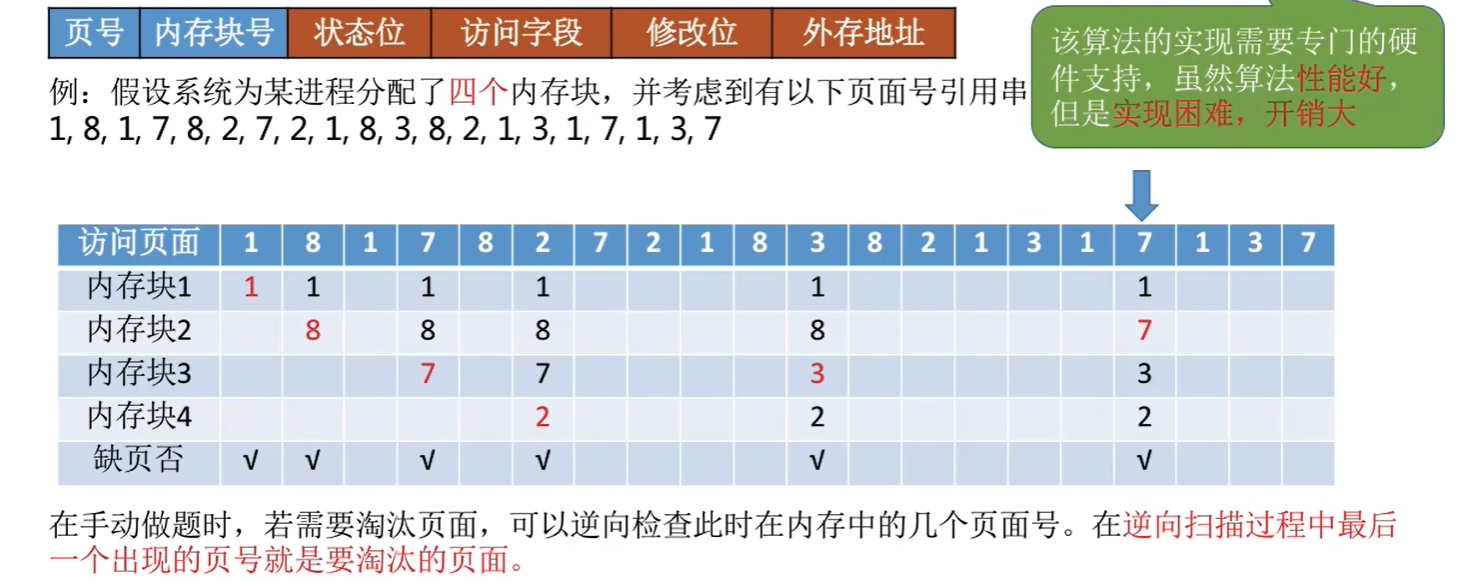 页号 内存块号 状态位 访问字段 修改位 外存地址
该算法的实现需要专门的硬
件支持，虽然算法性能好，
但是实现困难，开销大
例：假设系统为某进程分配了四个内存块，并考虑到有以下页面号引用串
1, 8, 1, 7, 8, 2, 7, 2, 1, 8, 3, 8, 2, 1, 3, 1, 7, 1, 3, 7
访问页面 1 8 1 7 8 2 7 2 1 8 3 8 2 1 3 1 7 1 3 7
内存块1 1 1 1 1 1 1
内存块2 8 8 8 8 7
内存块3 7 7 3 3
内存块4 2 2 2
缺页否 √ √ √ √ √ √
在手动做题时，若需要淘汰页面，可以逆向检查此时在内存中的几个页面号。在逆向扫描过程中最后
一个出现的页号就是要淘汰的页面。